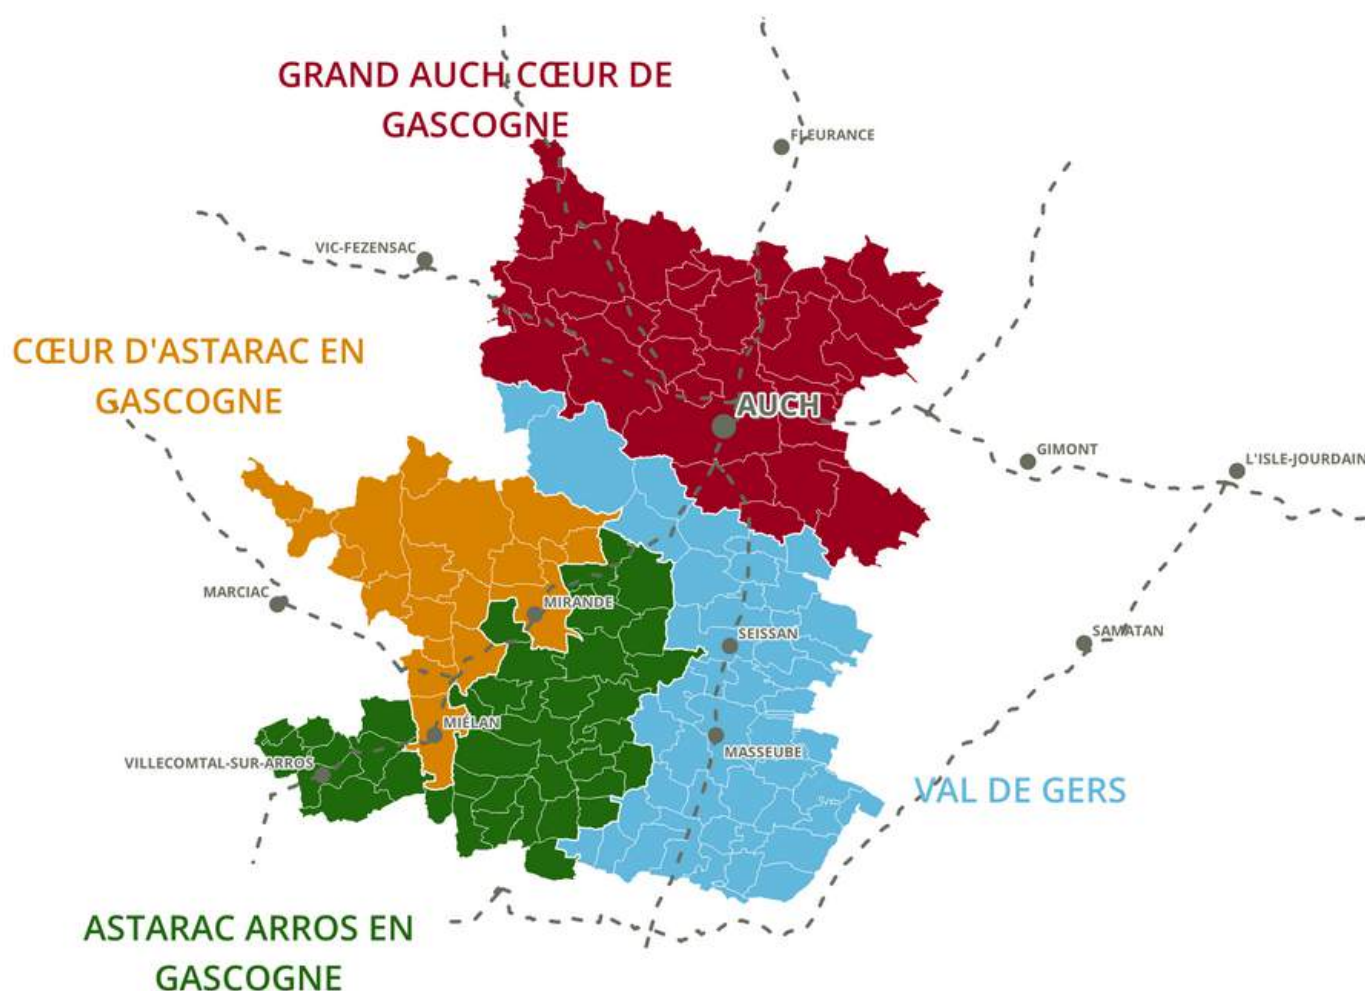 GRAND AUCH CŒUR DE
GASCOGNE
FLEURANCE
VIC-FEZENSAC
CŒUR D'ASTARAC EN
GASCOGNE
AUCH
GIMONT
L'ISLE-JOURDAIN
MARCIAC
MIRANDE
SEISSAN
SAMATAN
MIÉLAN
MASSEUBE
VILLECOMTAL-SUR-ARROS
VAL DE GERS
ASTARAC ARROS EN
GASCOGNE